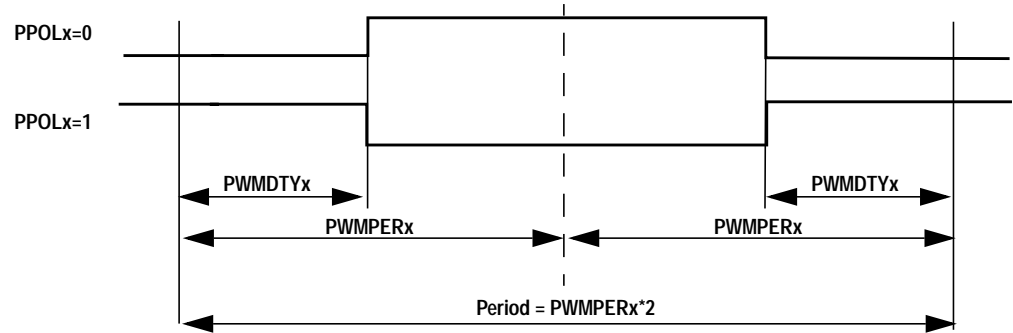 PPOLx=0
PPOLx=1
PWMDTYx
PWMDTYx
PWMPERx
PWMPERx
Period = PWMPERx*2